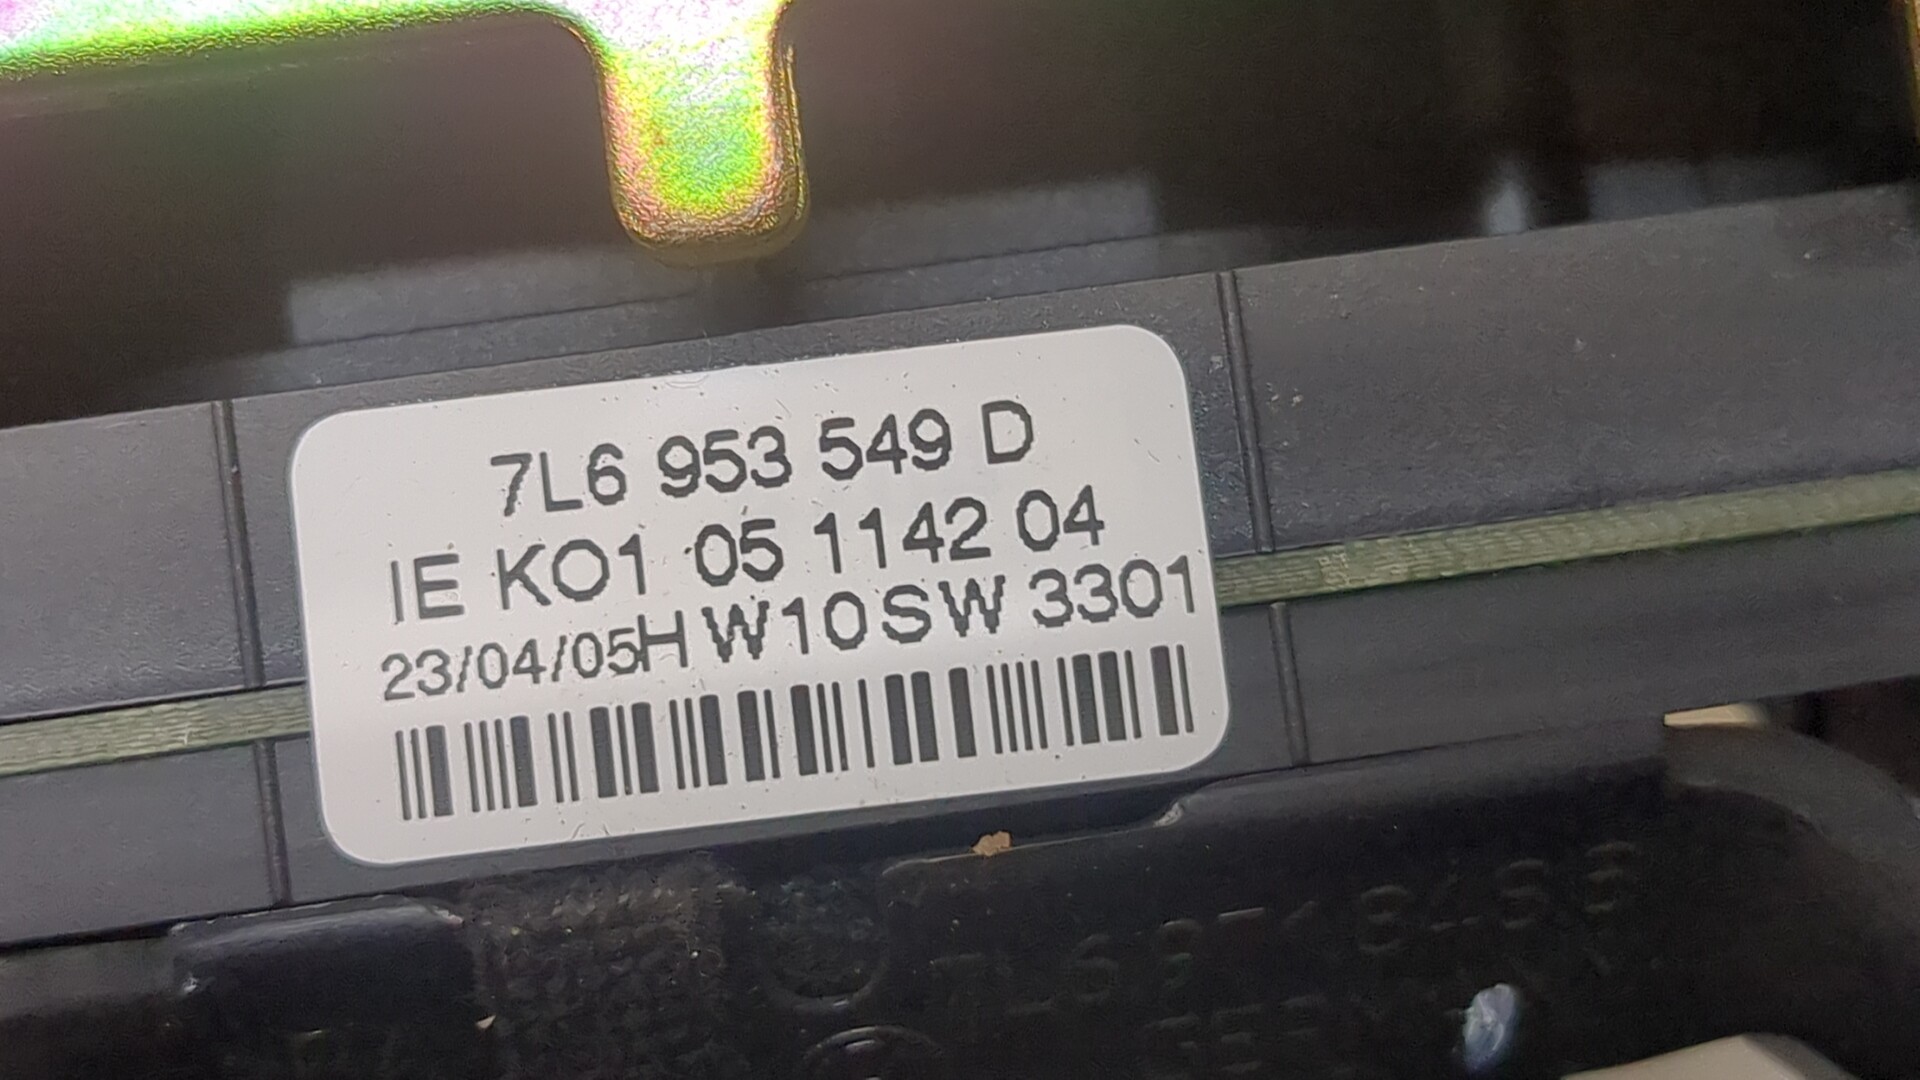 7L6 953 549 D
IE KO1 05 1142 04
23/04/05H W10SW 3301